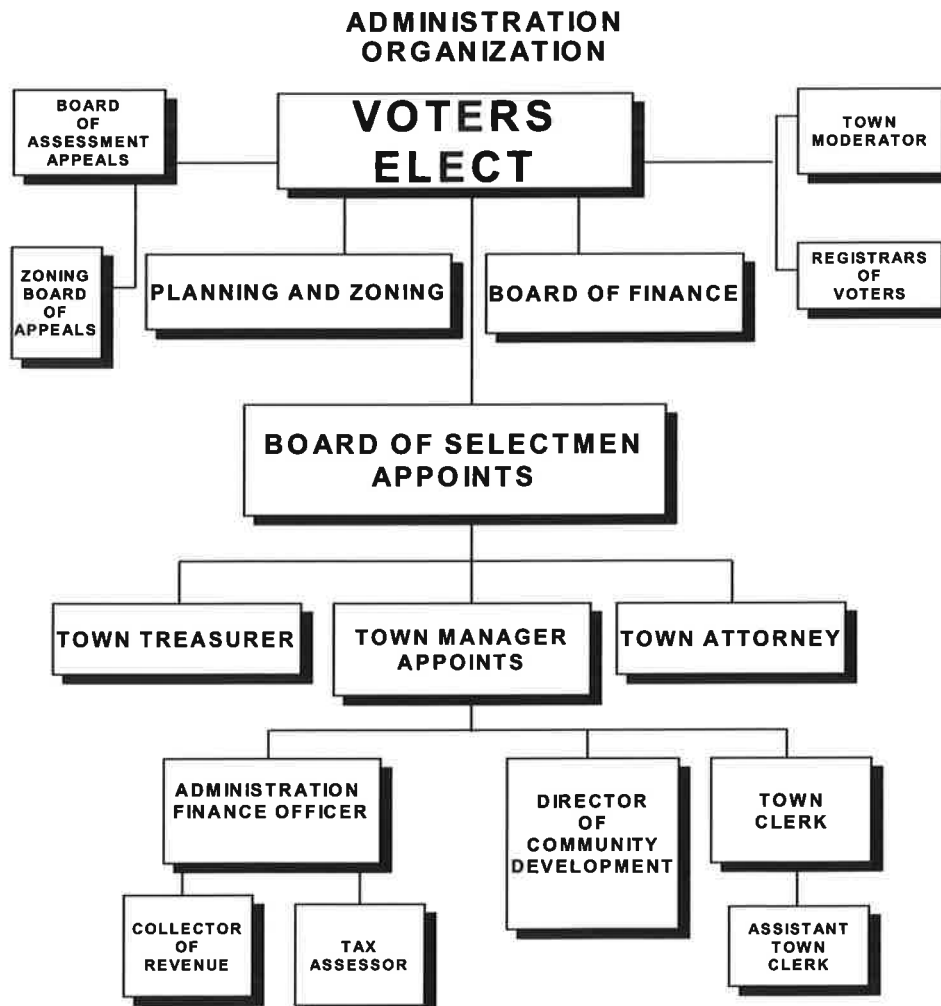 ADMINISTRATION
ORGANIZATION
BOARD
OF
ASSESSMENT
APPEALS
VOTERS
ELECT
TOWN
MODERATOR
ZONING
BOARD
OF
APPEALS
PLANNING AND ZONING
BOARD OF FINANCE
REGISTRARS
OF
VOTERS
BOARD OF SELECTMEN
APPOINTS
TOWN TREASURER
TOWN MANAGER
APPOINTS
TOWN ATTORNEY
ADMINISTRATION
FINANCE OFFICER
DIRECTOR
OF
COMMUNITY
DEVELOPMENT
TOWN
CLERK
COLLECTOR
OF
REVENUE
TAX
ASSESSOR
ASSISTANT
TOWN
CLERK